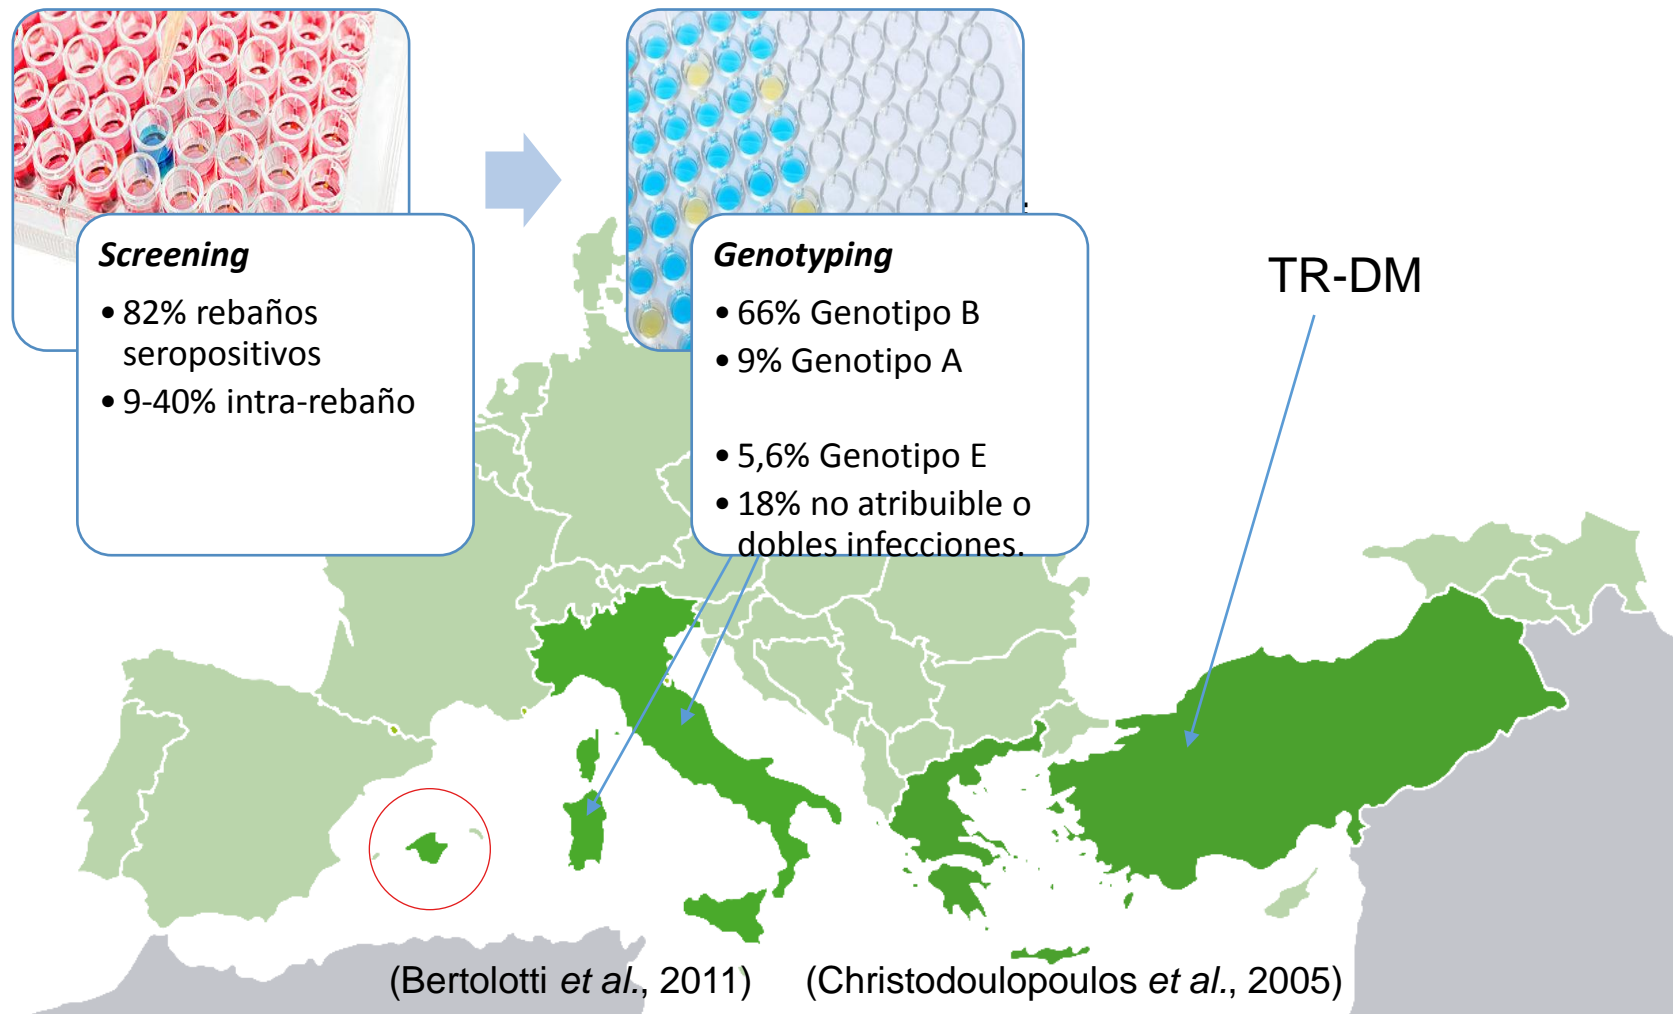 Screening
• 82% rebaños
seropositivos
• 9-40% intra-rebaño
Genotyping
• 66% Genotipo B
• 9% Genotipo A
• 5,6% Genotipo E
• 18% no atribuible o
dobles infecciones.
TR-DM
(Bertolotti et al., 2011)
(Christodoulopoulos et al., 2005)